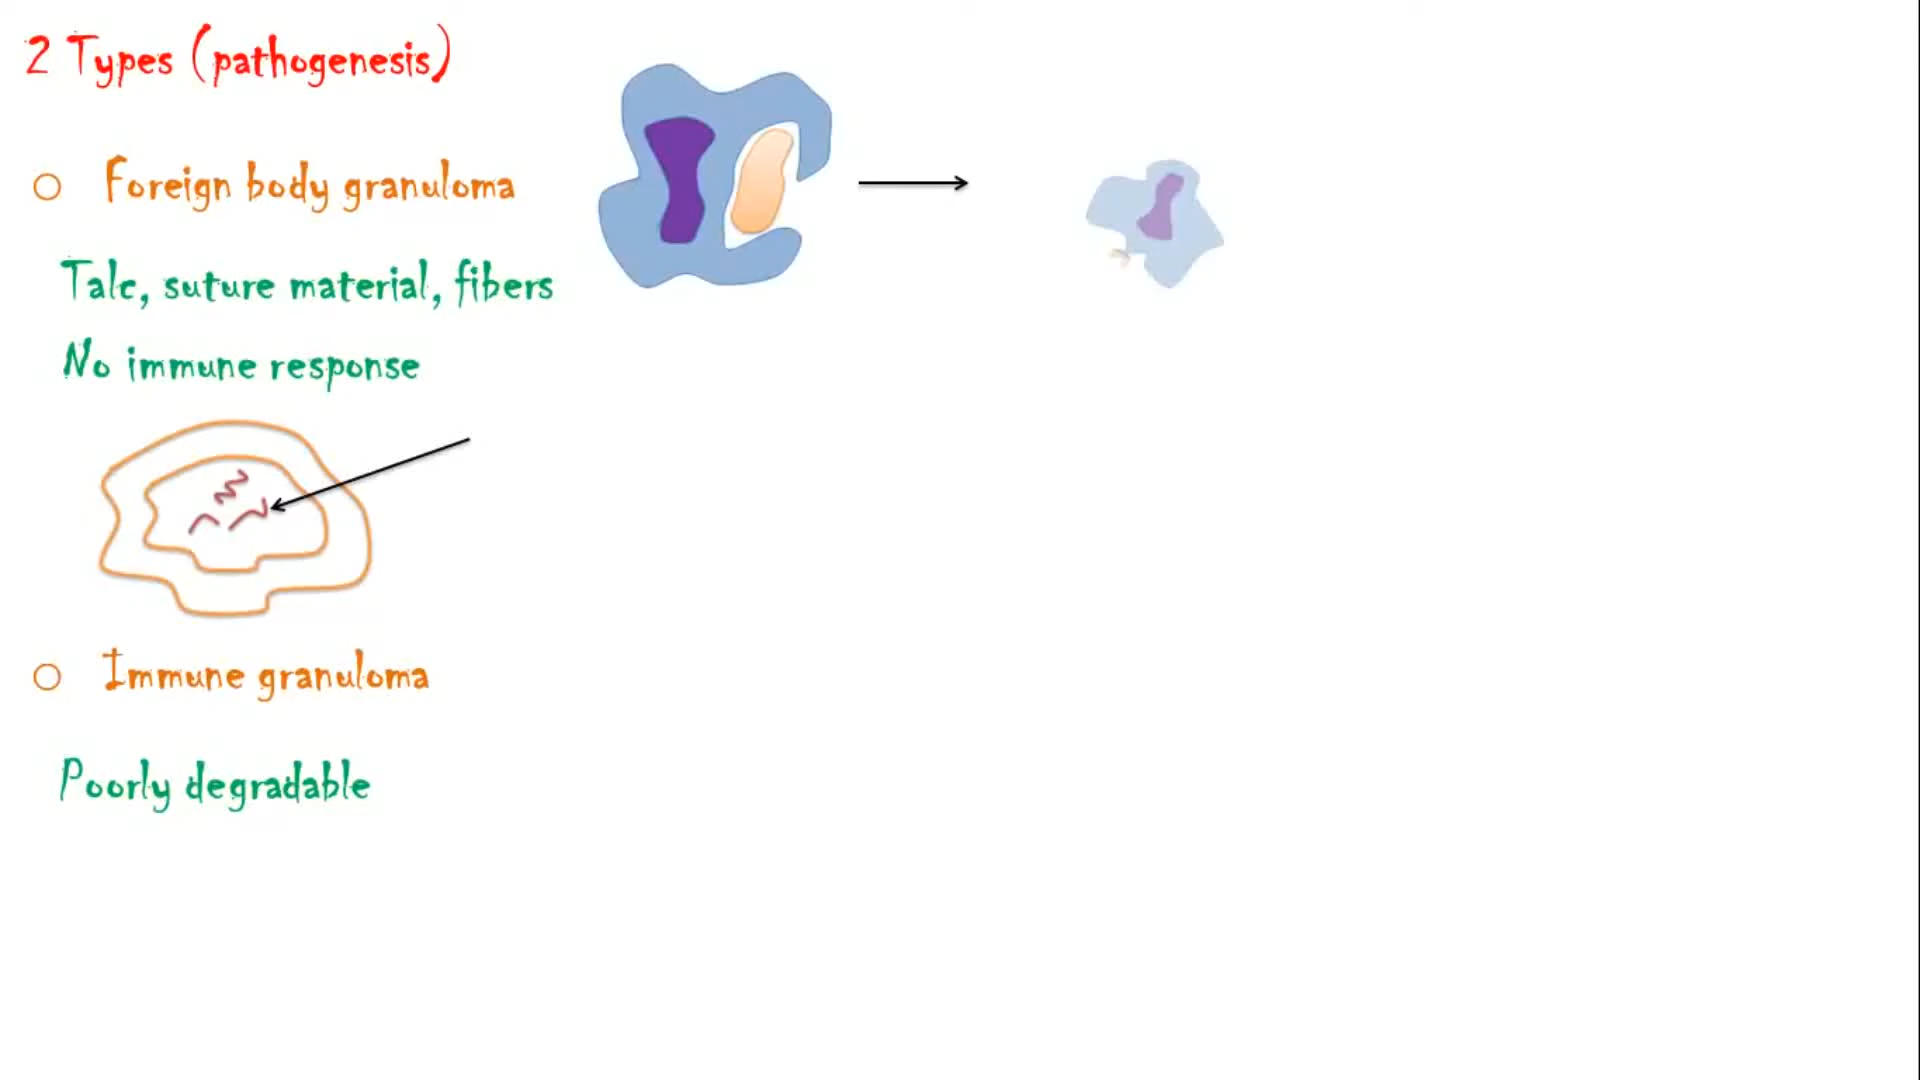 2 Types (pathogenesis)
Foreign body granuloma
Talc, suture material, fibers
No immune response
Immune granuloma
Poorly degradable